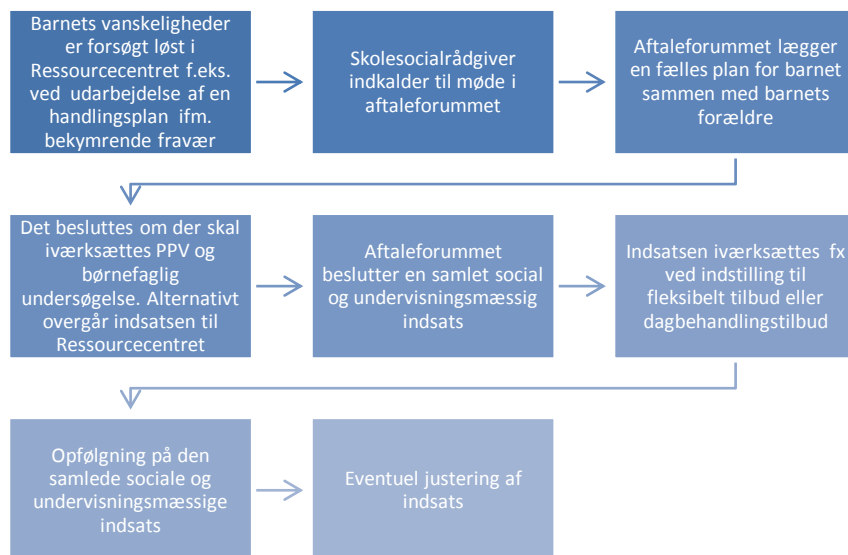 Barnets vanskeligheder
er forsøgt løst i
Ressourcecentret f.eks.
ved udarbejdelse af en
handlingsplan ifm.
bekymrende fravær
Skolesocialrådgiver
indkalder til møde i
aftaleforummet
Aftaleforummet lægger
en fælles plan for barnet
sammen med barnets
forældre
Det besluttes om der skal
iværksættes PPV og
børnefaglig
undersøgelse. Alternativt
overgår indsatsen til
Ressourcecentret
Aftaleforummet
beslutter en samlet social
og undervisningsmæssig
indsats
Indsatsen iværksættes fx
ved indstilling til
fleksibelt tilbud eller
dagbehandlingstilbud
Opfølgning på den
samlede sociale og
undervisningsmæssige
indsats
Eventuel justering af
indsats